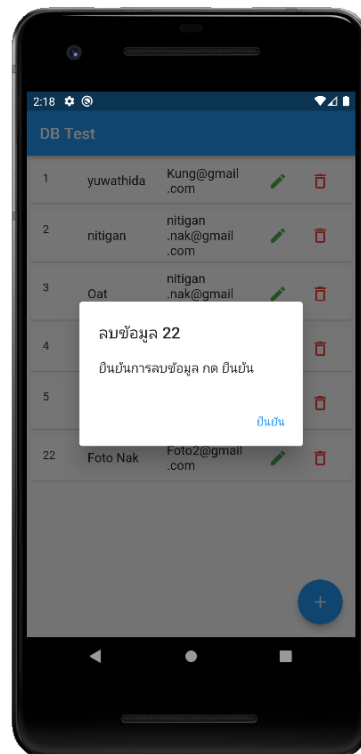 2:18
DB Test
1 yuwathida Kung@gmail
.com
2 nitigan nitigan
.nak@gmail
.com
3 Oat nitigan
.nak@gmail
4
ลบข้อมูล 22
ยืนยันการลบข้อมูล กด ยืนยัน
ยืนยัน
5
22 Foto Nak Foto2@gmail
.com